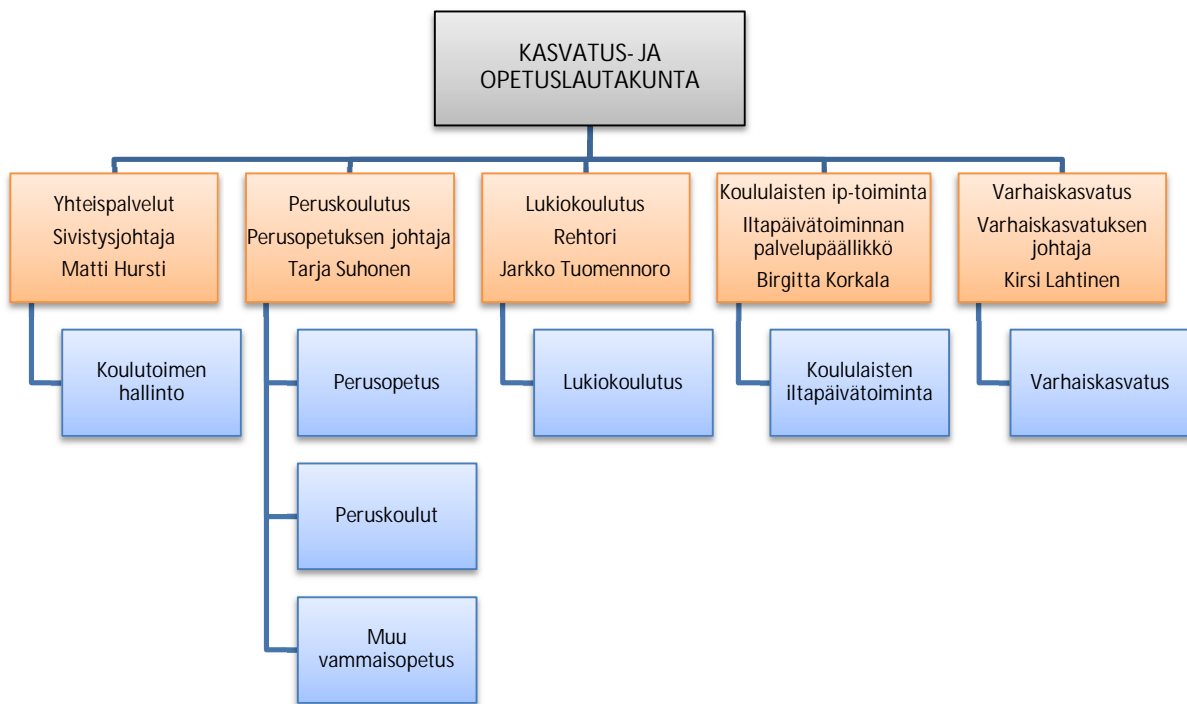 KASVATUS- JA
OPETUSLAUTAKUNTA
Yhteispalvelut
Sivistysjohtaja
Matti Hursti
Peruskoulutus
Perusopetuksen johtaja
Tarja Suhonen
Lukiokoulutus
Rehtori
Jarkko Tuomennoro
Koululaisten ip-toiminta
Iltapäivätoiminnan
palvelupäällikkö
Birgitta Korkala
Varhaiskasvatus
Varhaiskasvatuksen
johtaja
Kirsi Lahtinen
Koulutoimen
hallinto
Perusopetus
Lukiokoulutus
Koululaisten
iltapäivätoiminta
Varhaiskasvatus
Peruskoulut
Muu
vammaisopetus